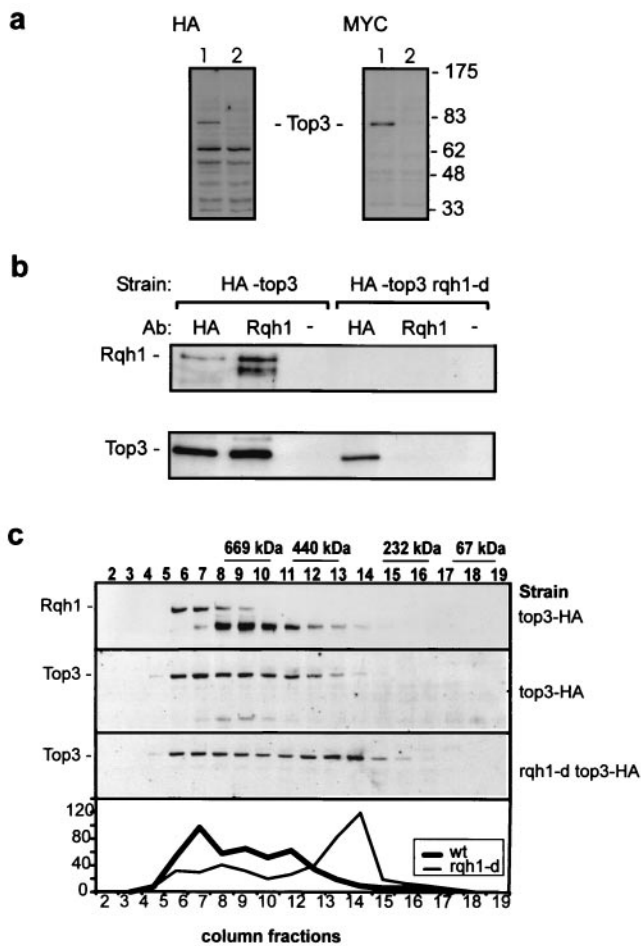 a
HA MYC
1 2 1 2
- 175
- Top3 - - 83
- 62
- 48
- 33
b
Strain: HA -top3 HA -top3 rqh1-d
Ab: HA Rqh1 - HA Rqh1 -
Rqh1 -
Top3 -
c
669 kDa 440 kDa 232 kDa 67 kDa
2 3 4 5 6 7 8 9 10 11 12 13 14 15 16 17 18 19 Strain
Rqh1 - top3-HA
Top3 - top3-HA
Top3 - rqh1-d top3-HA
120
80 wt
40 rqh1-d
0
2 3 4 5 6 7 8 9 10 11 12 13 14 15 16 17 18 19
column fractions